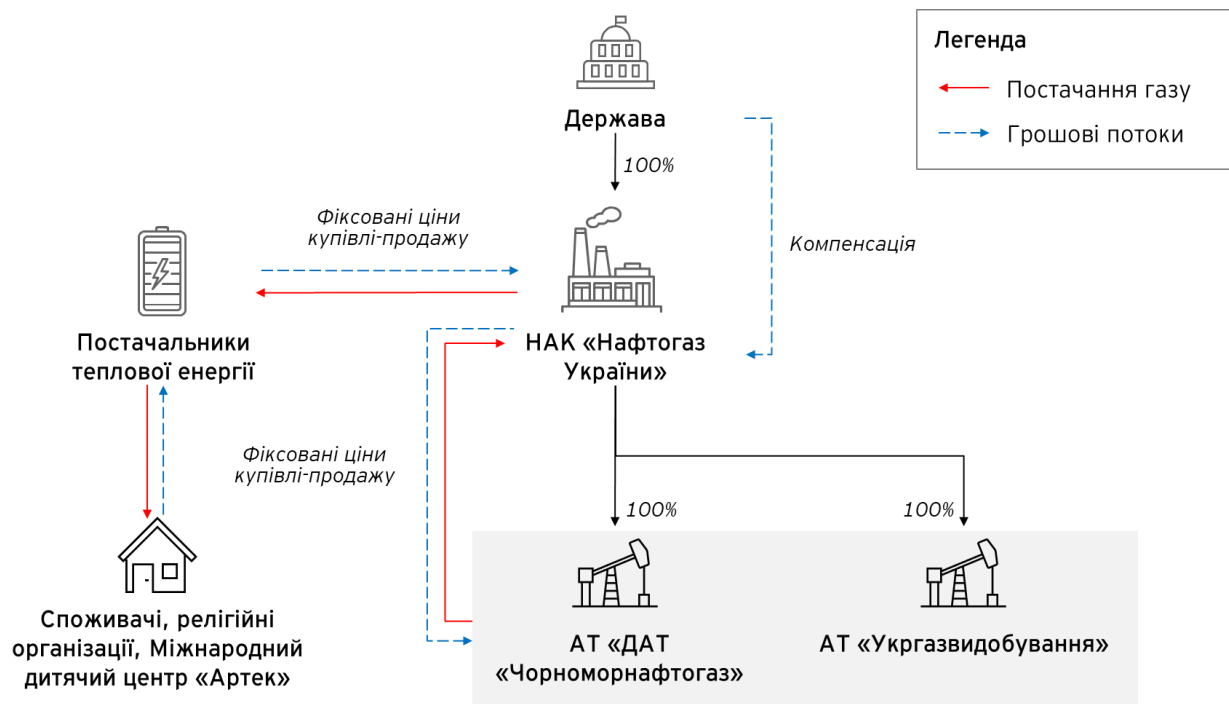 Легенда
Постачання газу
Грошові потоки
Держава
100%
Фіксовані ціни
купівлі-продажу
Компенсація
Постачальники
теплової енергії
НАК «Нафтогаз
України»
Фіксовані ціни
купівлі-продажу
100%
100%
Споживачі, релігійні
організації, Міжнародний
дитячий центр «Артек»
АТ «ДАТ
«Чорноморнафтогаз»
АТ «Укргазвидобування»